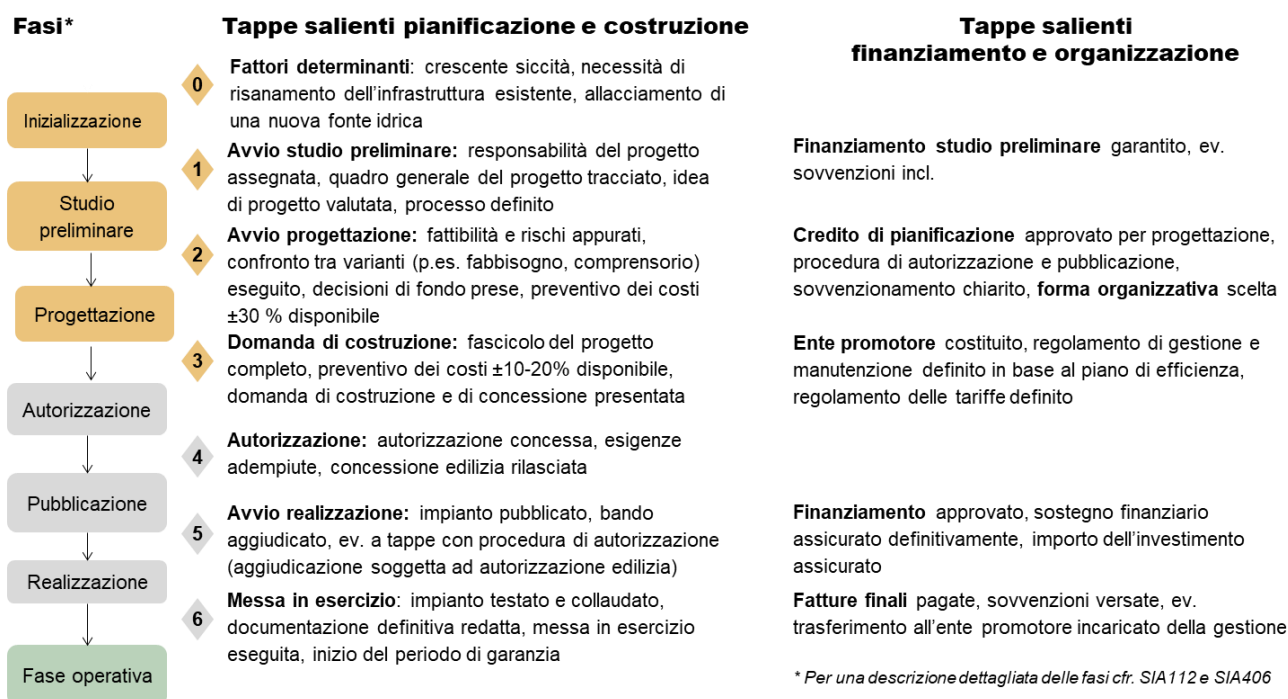 Fasi*
Tappe salienti pianificazione e costruzione
Tappe salienti
finanziamento e organizzazione
Inizializzazione
Studio
preliminare
Progettazione
Autorizzazione
Pubblicazione
Realizzazione
Fase operativa
0
Fattori determinanti: crescente siccità, necessità di
risanamento dell'infrastruttura esistente, allacciamento di
una nuova fonte idrica
1
Avvio studio preliminare: responsabilità del progetto
assegnata, quadro generale del progetto tracciato, idea
di progetto valutata, processo definito
Finanziamento studio preliminare garantito, ev.
sovvenzioni incl.
2
Avvio progettazione: fattibilità e rischi appurati,
confronto tra varianti (p.es. fabbisogno, comprensorio)
eseguito, decisioni di fondo prese, preventivo dei costi
±30 % disponibile
Credito di pianificazione approvato per progettazione,
procedura di autorizzazione e pubblicazione,
sovvenzionamento chiarito, forma organizzativa scelta
3
Domanda di costruzione: fascicolo del progetto
completo, preventivo dei costi ±10-20% disponibile,
domanda di costruzione e di concessione presentata
Ente promotore costituito, regolamento di gestione e
manutenzione definito in base al piano di efficienza,
regolamento delle tariffe definito
4
Autorizzazione: autorizzazione concessa, esigenze
adempiute, concessione edilizia rilasciata
5
Avvio realizzazione: impianto pubblicato, bando
aggiudicato, ev. a tappe con procedura di autorizzazione
(aggiudicazione soggetta ad autorizzazione edilizia)
Finanziamento approvato, sostegno finanziario
assicurato definitivamente, importo dell'investimento
assicurato
6
Messa in esercizio: impianto testato e collaudato,
documentazione definitiva redatta, messa in esercizio
eseguita, inizio del periodo di garanzia
Fatture finali pagate, sovvenzioni versate, ev.
trasferimento all'ente promotore incaricato della gestione
* Per una descrizione dettagliata delle fasi cfr. SIA112 e SIA406